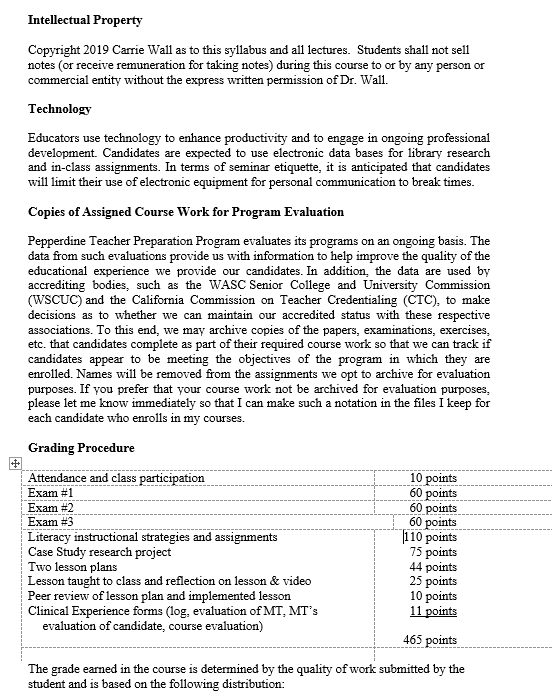 Intellectual Property
Copyright 2019 Carrie Wall as to this syllabus and all lectures.  Students shall not sell
notes (or receive remuneration for taking notes) during this course to or by any person or
commercial entity without the express written permission of Dr. Wall.
Technology
Educators use technology to enhance productivity and to engage in ongoing professional
development. Candidates are expected to use electronic data bases for library research
and in-class assignments. In terms of seminar etiquette, it is anticipated that candidates
will limit their use of electronic equipment for personal communication to break times.
Copies of Assigned Course Work for Program Evaluation
Pepperdine Teacher Preparation Program evaluates its programs on an ongoing basis. The
data from such evaluations provide us with information to help improve the quality of the
educational experience we provide our candidates. In addition, the data are used by
accrediting bodies, such as the WASC Senior College and University Commission
(WSCUC) and the California Commission on Teacher Credentialing (CTC), to make
decisions as to whether we can maintain our accredited status with these respective
associations. To this end, we may archive copies of the papers, examinations, exercises,
etc. that candidates complete as part of their required course work so that we can track if
candidates appear to be meeting the objectives of the program in which they are
enrolled. Names will be removed from the assignments we opt to archive for evaluation
purposes. If you prefer that your course work not be archived for evaluation purposes,
please let me know immediately so that I can make such a notation in the files I keep for
each candidate who enrolls in my courses.
Grading Procedure
Attendance and class participation 10 points
Exam #1 60 points
Exam #2 60 points
Exam #3 60 points
Literacy instructional strategies and assignments 110 points
Case Study research project 75 points
Two lesson plans 44 points
Lesson taught to class and reflection on lesson & video 25 points
Peer review of lesson plan and implemented lesson 10 points
Clinical Experience forms (log, evaluation of MT, MT's 11 points
evaluation of candidate, course evaluation)
465 points
The grade earned in the course is determined by the quality of work submitted by the
student and is based on the following distribution: